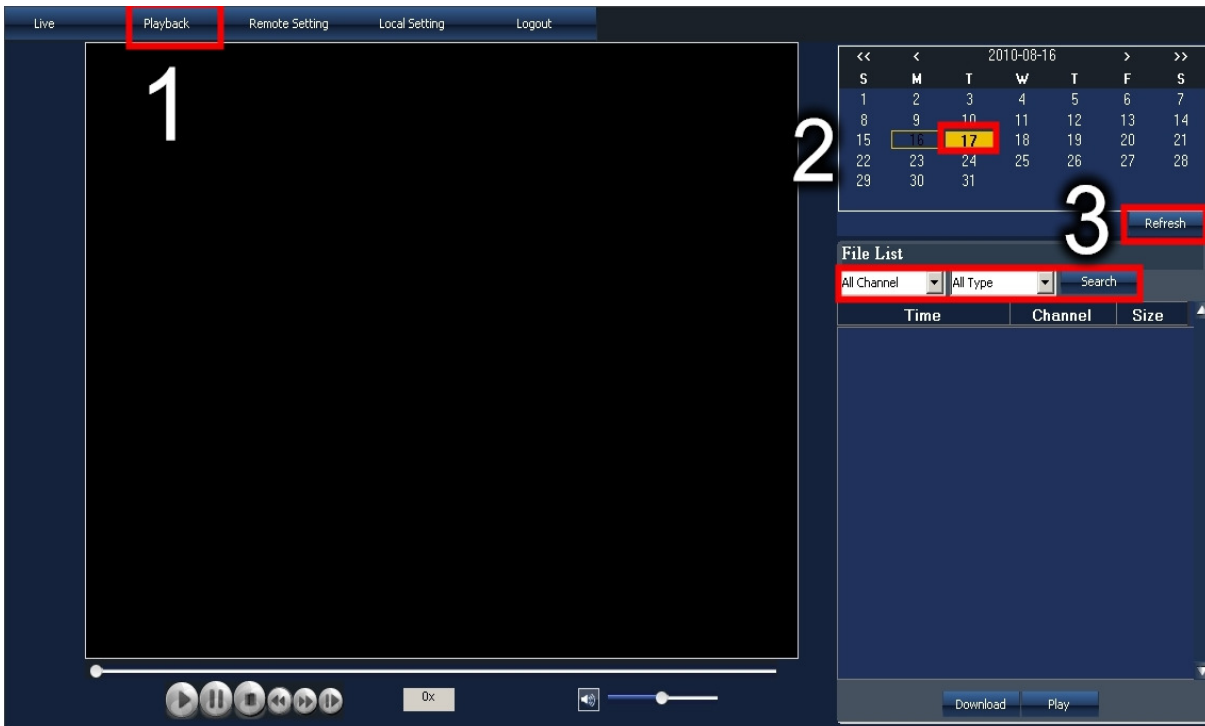 Live Playback Remote Setting Local Setting Logout
1
<< < 2010-08-16 > >>
S M T W T F S
1 2 3 4 5 6 7
8 9 10 11 12 13 14
2
15 16 17 18 19 20 21
22 23 24 25 26 27 28
29 30 31
3
Refresh
File List
All Channel All Type Search
Time Channel Size
0x
Download Play